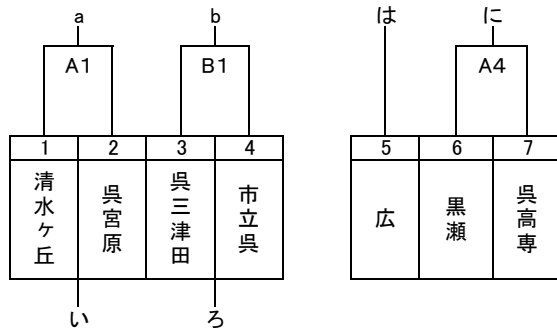 a b は に
A1 B1 A4
1 2 3 4 5 6 7
清水ヶ丘
呉宮原
呉三津田
市立呉
広
黒瀬
呉高専
い ろ